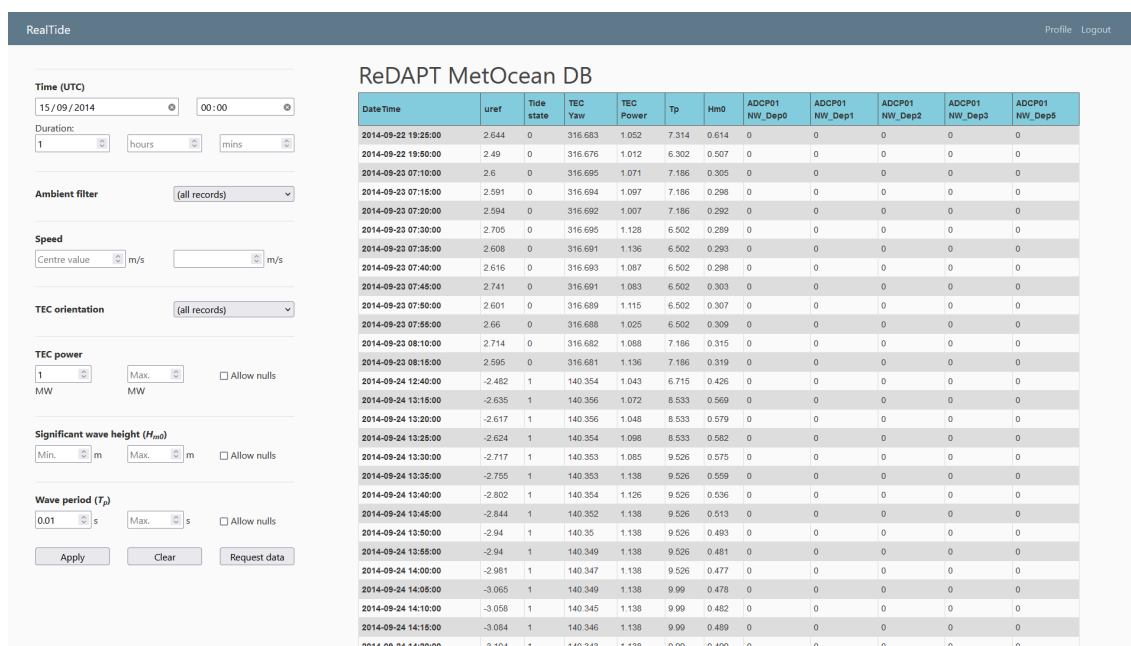 RealTide
Profile Logout
Time (UTC)
15/09/2014 00:00
Duration:
1 hours mins
Ambient filter (all records)
Speed
Centre value m/s m/s
TEC orientation (all records)
TEC power
1 Max. Allow nulls
MW MW
Significant wave height (Hm0)
Min. m Max. m Allow nulls
Wave period (Tp)
0.01 s Max. s Allow nulls
Apply Clear Request data
ReDAPT MetOcean DB
DateTime uref Tide state TEC Yaw TEC Power Tp Hm0 ADCP01 NW_Dep0 ADCP01 NW_Dep1 ADCP01 NW_Dep2 ADCP01 NW_Dep3 ADCP01 NW_Dep5
2014-09-22 19:25:00 2.644 0 316.683 1.052 7.314 0.614 0 0 0 0 0
2014-09-22 19:50:00 2.49 0 316.676 1.012 6.302 0.507 0 0 0 0 0
2014-09-23 07:10:00 2.6 0 316.695 1.071 7.186 0.305 0 0 0 0 0
2014-09-23 07:15:00 2.591 0 316.694 1.097 7.186 0.298 0 0 0 0 0
2014-09-23 07:20:00 2.594 0 316.692 1.007 7.186 0.292 0 0 0 0 0
2014-09-23 07:30:00 2.705 0 316.695 1.128 6.502 0.289 0 0 0 0 0
2014-09-23 07:35:00 2.608 0 316.691 1.136 6.502 0.293 0 0 0 0 0
2014-09-23 07:40:00 2.616 0 316.693 1.087 6.502 0.298 0 0 0 0 0
2014-09-23 07:45:00 2.741 0 316.691 1.083 6.502 0.303 0 0 0 0 0
2014-09-23 07:50:00 2.601 0 316.689 1.115 6.502 0.307 0 0 0 0 0
2014-09-23 07:55:00 2.66 0 316.688 1.025 6.502 0.309 0 0 0 0 0
2014-09-23 08:10:00 2.714 0 316.682 1.088 7.186 0.315 0 0 0 0 0
2014-09-23 08:15:00 2.595 0 316.681 1.136 7.186 0.319 0 0 0 0 0
2014-09-24 12:40:00 -2.482 1 140.354 1.043 6.715 0.426 0 0 0 0 0
2014-09-24 13:15:00 -2.635 1 140.356 1.072 8.533 0.569 0 0 0 0 0
2014-09-24 13:20:00 -2.617 1 140.356 1.048 8.533 0.579 0 0 0 0 0
2014-09-24 13:25:00 -2.624 1 140.354 1.098 8.533 0.582 0 0 0 0 0
2014-09-24 13:30:00 -2.717 1 140.353 1.085 9.526 0.575 0 0 0 0 0
2014-09-24 13:35:00 -2.755 1 140.353 1.138 9.526 0.559 0 0 0 0 0
2014-09-24 13:40:00 -2.802 1 140.354 1.126 9.526 0.536 0 0 0 0 0
2014-09-24 13:45:00 -2.844 1 140.352 1.138 9.526 0.513 0 0 0 0 0
2014-09-24 13:50:00 -2.94 1 140.35 1.138 9.526 0.493 0 0 0 0 0
2014-09-24 13:55:00 -2.94 1 140.349 1.138 9.526 0.481 0 0 0 0 0
2014-09-24 14:00:00 -2.981 1 140.347 1.138 9.526 0.477 0 0 0 0 0
2014-09-24 14:05:00 -3.065 1 140.349 1.138 9.99 0.478 0 0 0 0 0
2014-09-24 14:10:00 -3.058 1 140.345 1.138 9.99 0.482 0 0 0 0 0
2014-09-24 14:15:00 -3.084 1 140.346 1.138 9.99 0.489 0 0 0 0 0